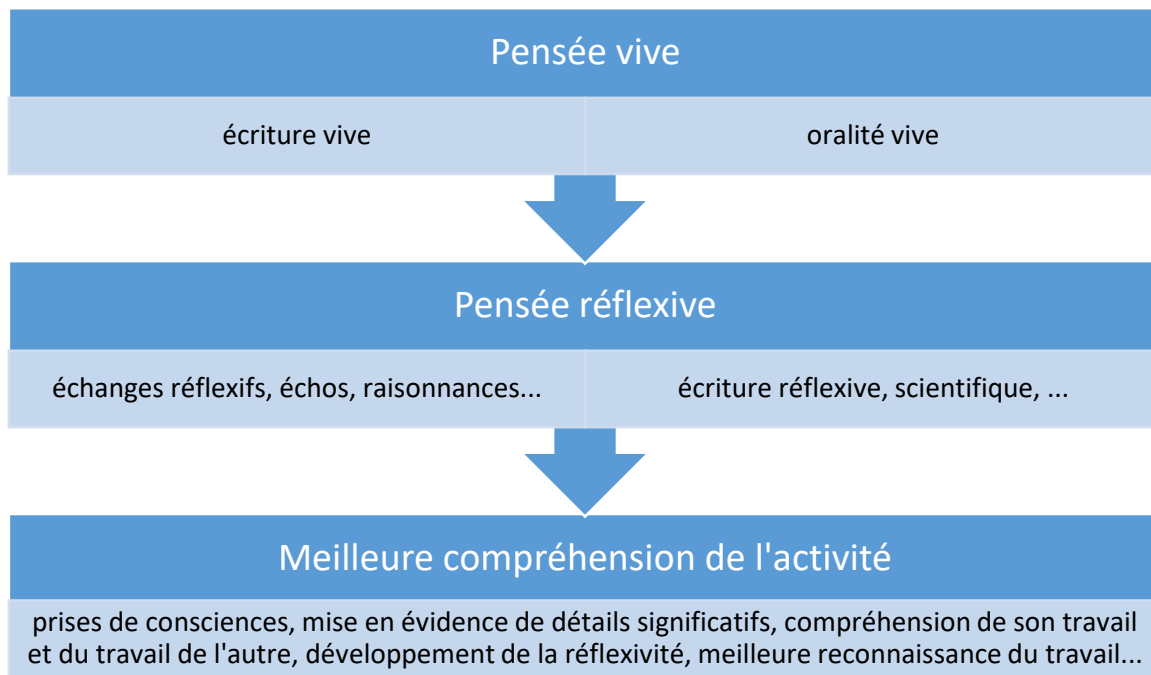 Pensée vive
écriture vive
oralité vive
Pensée réflexive
échanges réflexifs, échos, raisonnances...
écriture réflexive, scientifique, ...
Meilleure compréhension de l'activité
prises de consciences, mise en évidence de détails significatifs, compréhension de son travail
et du travail de l'autre, développement de la réflexivité, meilleure reconnaissance du travail...